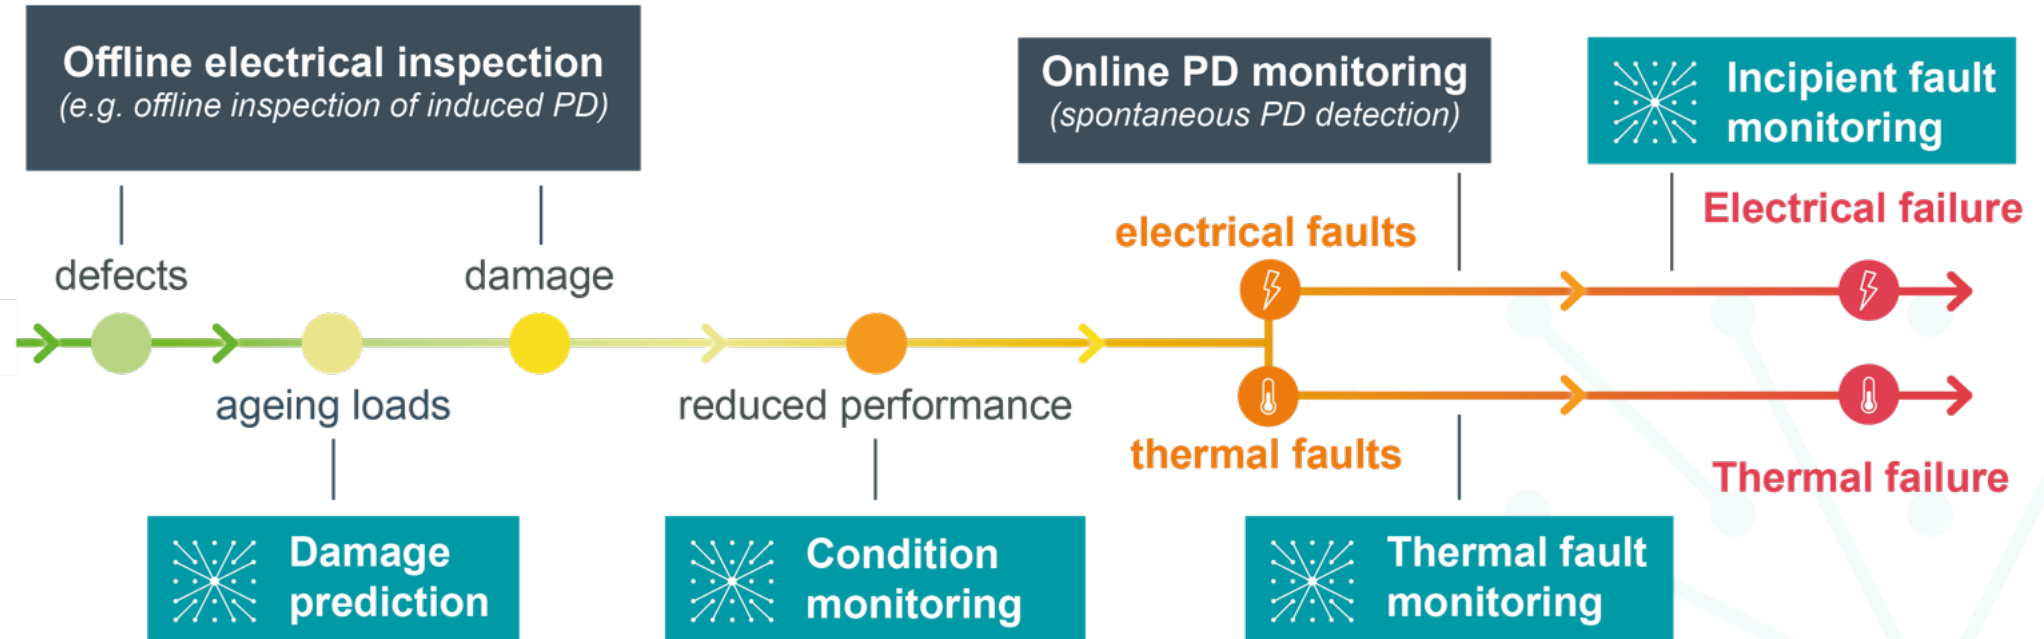 Offline electrical inspection
(e.g. offline inspection of induced PD)
Online PD monitoring
(spontaneous PD detection)
Incipient fault
monitoring
Electrical failure
electrical faults
defects
damage
ageing loads
reduced performance
thermal faults
Thermal failure
Damage
prediction
Condition
monitoring
Thermal fault
monitoring